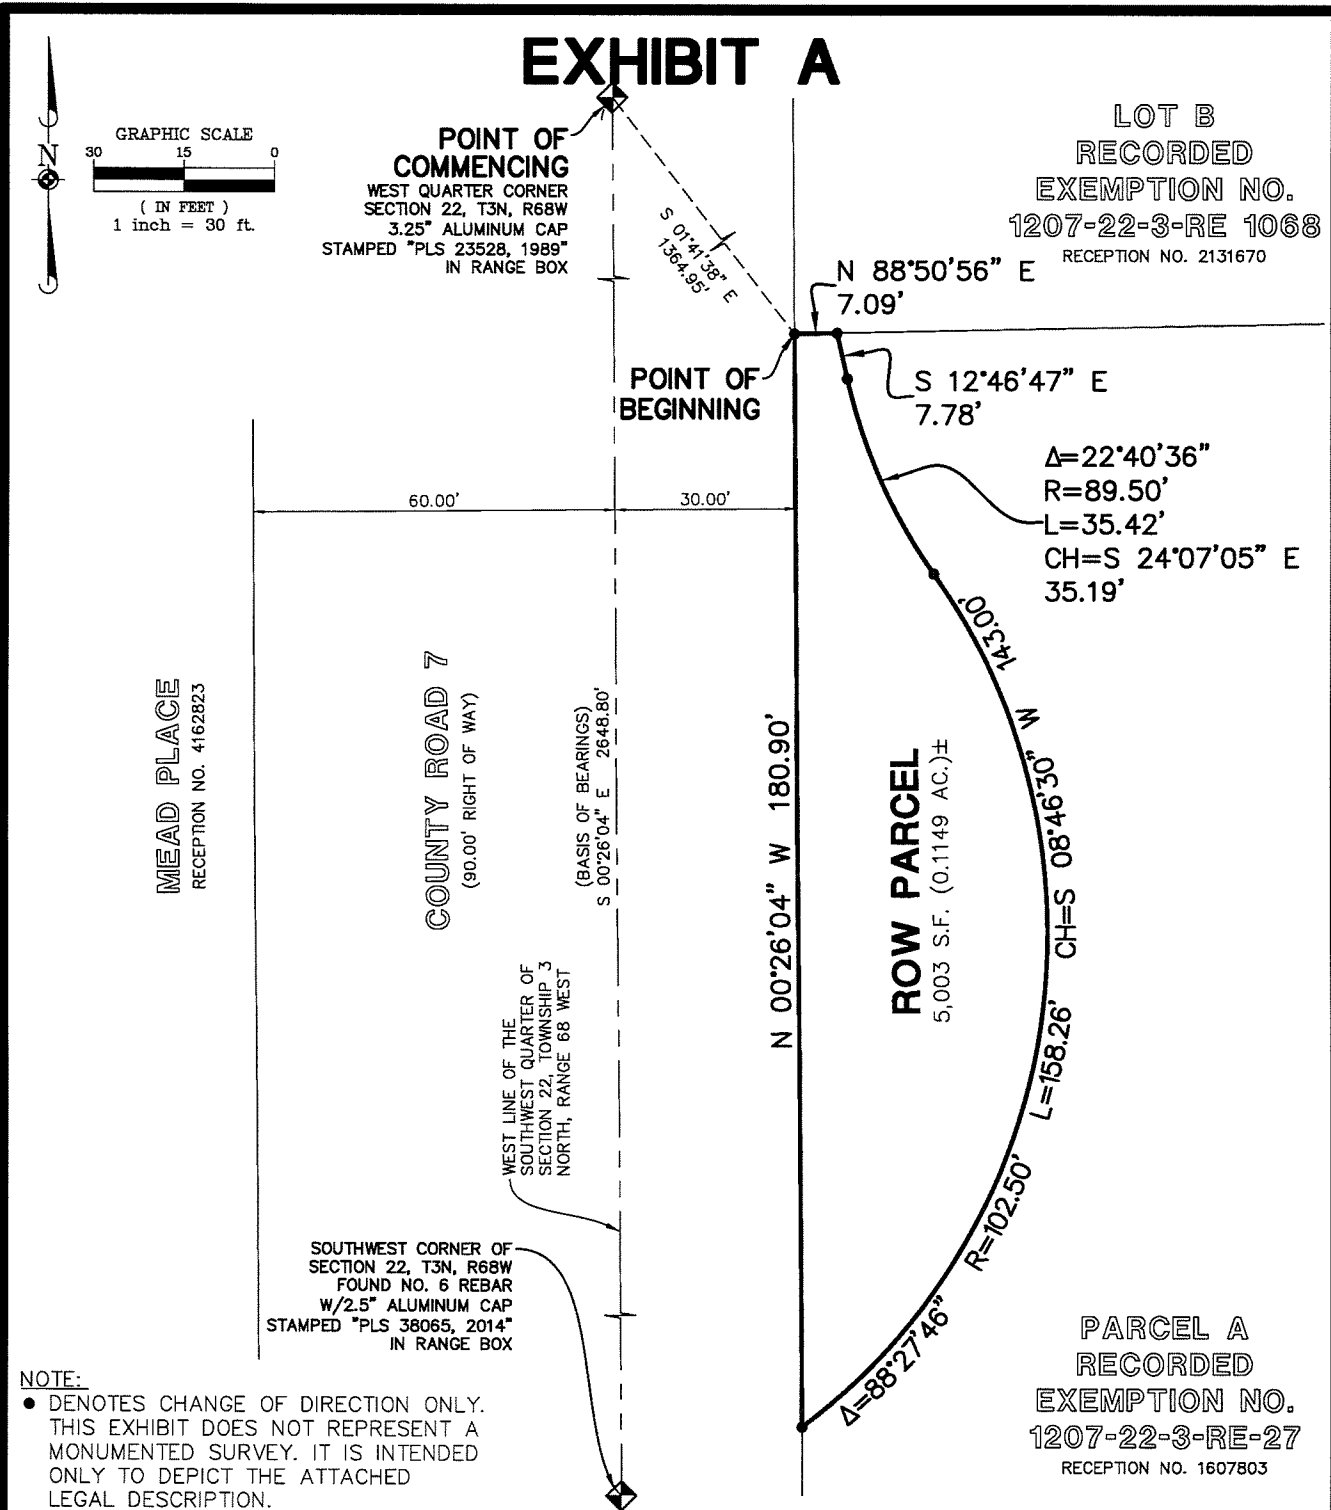 EXHIBIT A
N
GRAPHIC SCALE
30 15 0
( IN FEET )
1 inch = 30 ft.
POINT OF
COMMENCING
WEST QUARTER CORNER
SECTION 22, T3N, R68W
3.25" ALUMINUM CAP
STAMPED "PLS 23528, 1989"
IN RANGE BOX
S 01°41'38" E
1364.95'
LOT B
RECORDED
EXEMPTION NO.
1207-22-3-RE 1068
RECEPTION NO. 2131670
N 88°50'56" E
7.09'
POINT OF
BEGINNING
S 12°46'47" E
7.78'
Δ=22°40'36"
R=89.50'
L=35.42'
CH=S 24°07'05" E
35.19'
60.00'
30.00'
MEAD PLACE
RECEPTION NO. 4162823
COUNTY ROAD 7
(90.00' RIGHT OF WAY)
(BASIS OF BEARINGS)
S 00°26'04" E 2648.80'
N 00°26'04" W 180.90'
ROW PARCEL
5,003 S.F. (0.1149 AC.)±
Δ=88°27'46" R=102.50' L=158.26' CH=S 08°46'30" W 143.00'
WEST LINE OF THE
SOUTHWEST QUARTER OF
SECTION 22, TOWNSHIP 3
NORTH, RANGE 68 WEST
SOUTHWEST CORNER OF
SECTION 22, T3N, R68W
FOUND NO. 6 REBAR
W/2.5" ALUMINUM CAP
STAMPED "PLS 38065, 2014"
IN RANGE BOX
PARCEL A
RECORDED
EXEMPTION NO.
1207-22-3-RE-27
RECEPTION NO. 1607803
NOTE:
● DENOTES CHANGE OF DIRECTION ONLY.
THIS EXHIBIT DOES NOT REPRESENT A
MONUMENTED SURVEY. IT IS INTENDED
ONLY TO DEPICT THE ATTACHED
LEGAL DESCRIPTION.